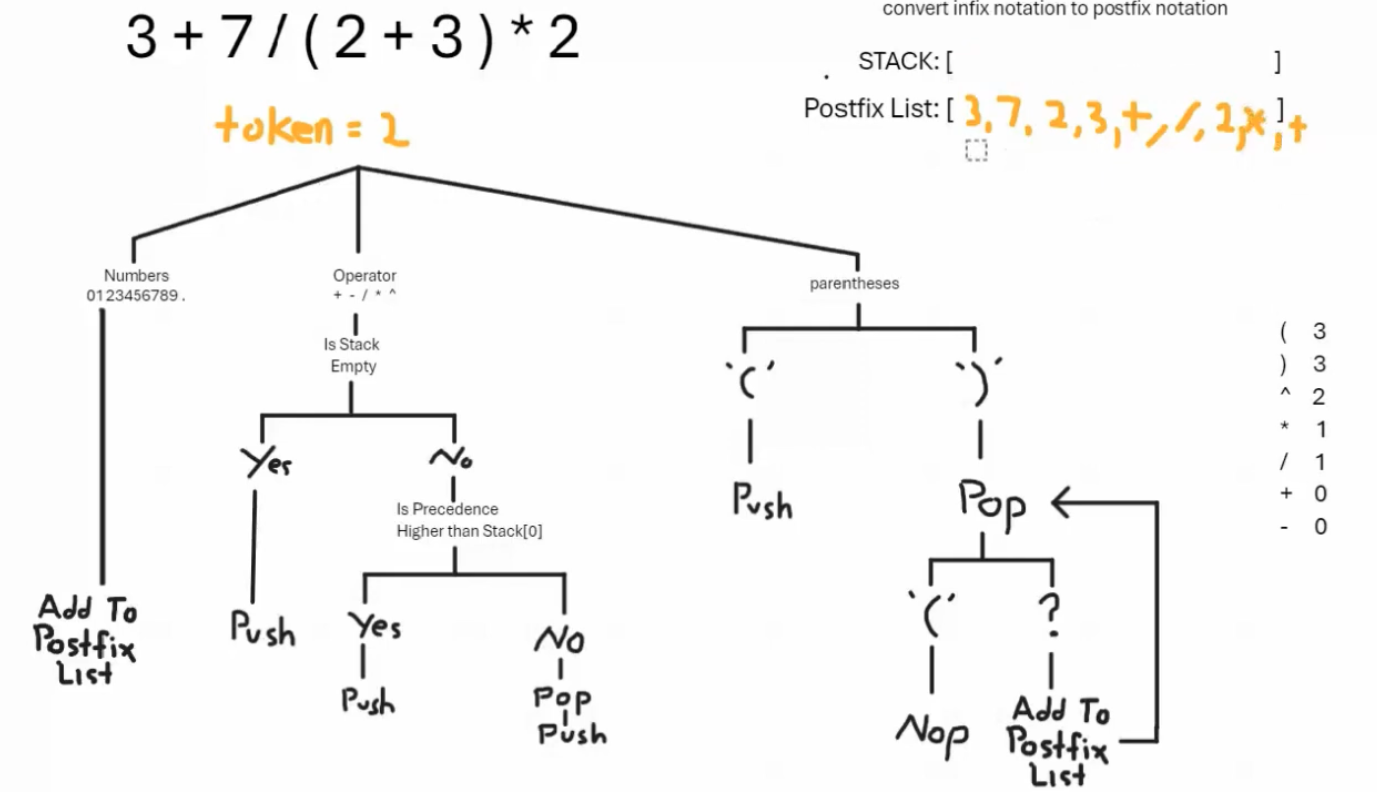 3 + 7 / ( 2 + 3 ) * 2
convert infix notation to postfix notation
STACK: [ ]
Postfix List: [ 3, 7, 2, 3, +, /, 2, *, ] +
token = 2
Numbers
0123456789.
Operator
+ - / * ^
parentheses
Is Stack
Empty
'('
')'
( 3
) 3
^ 2
* 1
/ 1
+ 0
- 0
Yes
No
Is Precedence
Higher than Stack[0]
Push
Pop
Add To
Postfix
List
Push
Yes
No
Push
Pop
Push
'('
?
Nop
Add To
Postfix
List